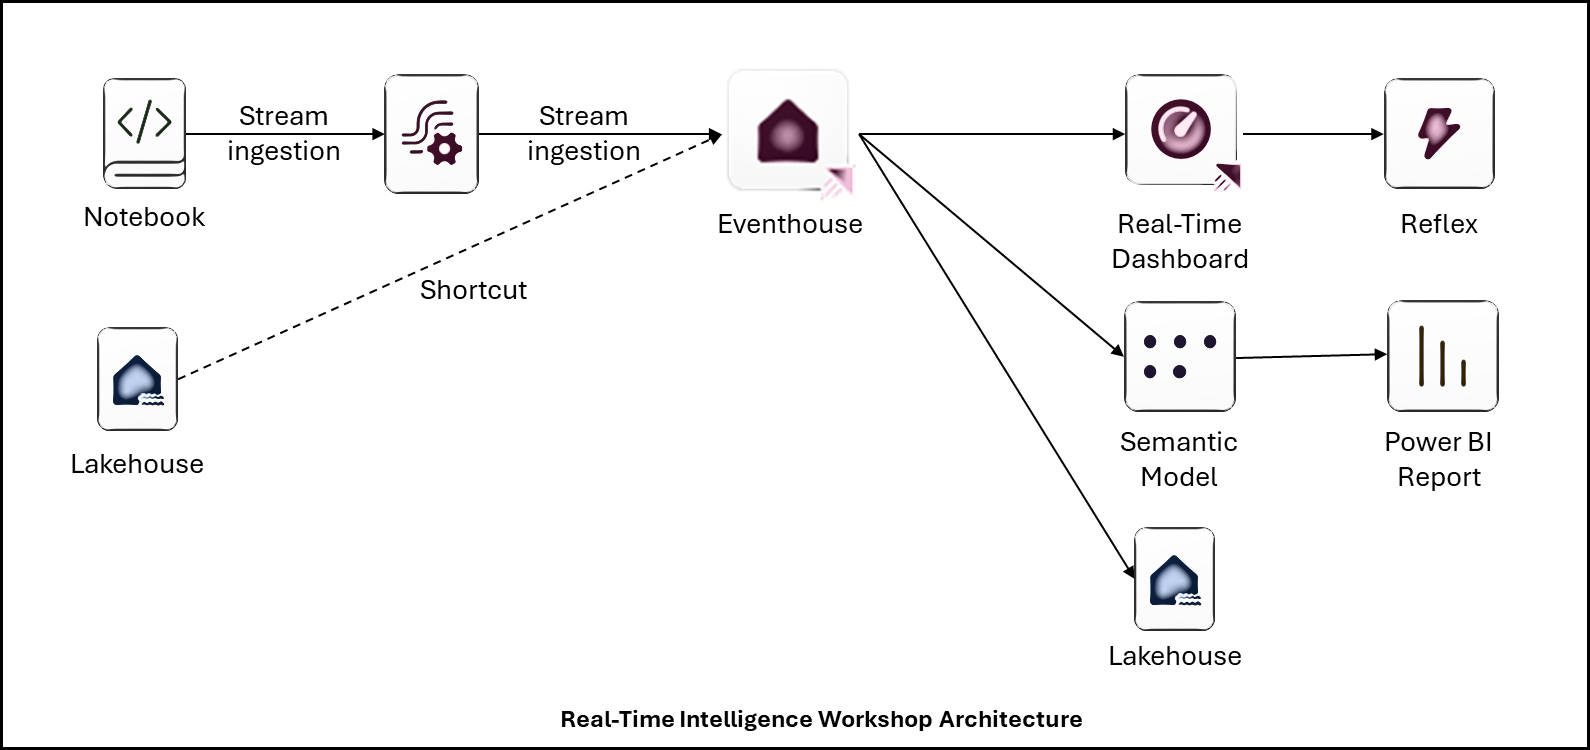 Stream
ingestion
Stream
ingestion
Notebook
Eventhouse
Real-Time
Dashboard
Reflex
Shortcut
Lakehouse
Semantic
Model
Power BI
Report
Lakehouse
Real-Time Intelligence Workshop Architecture